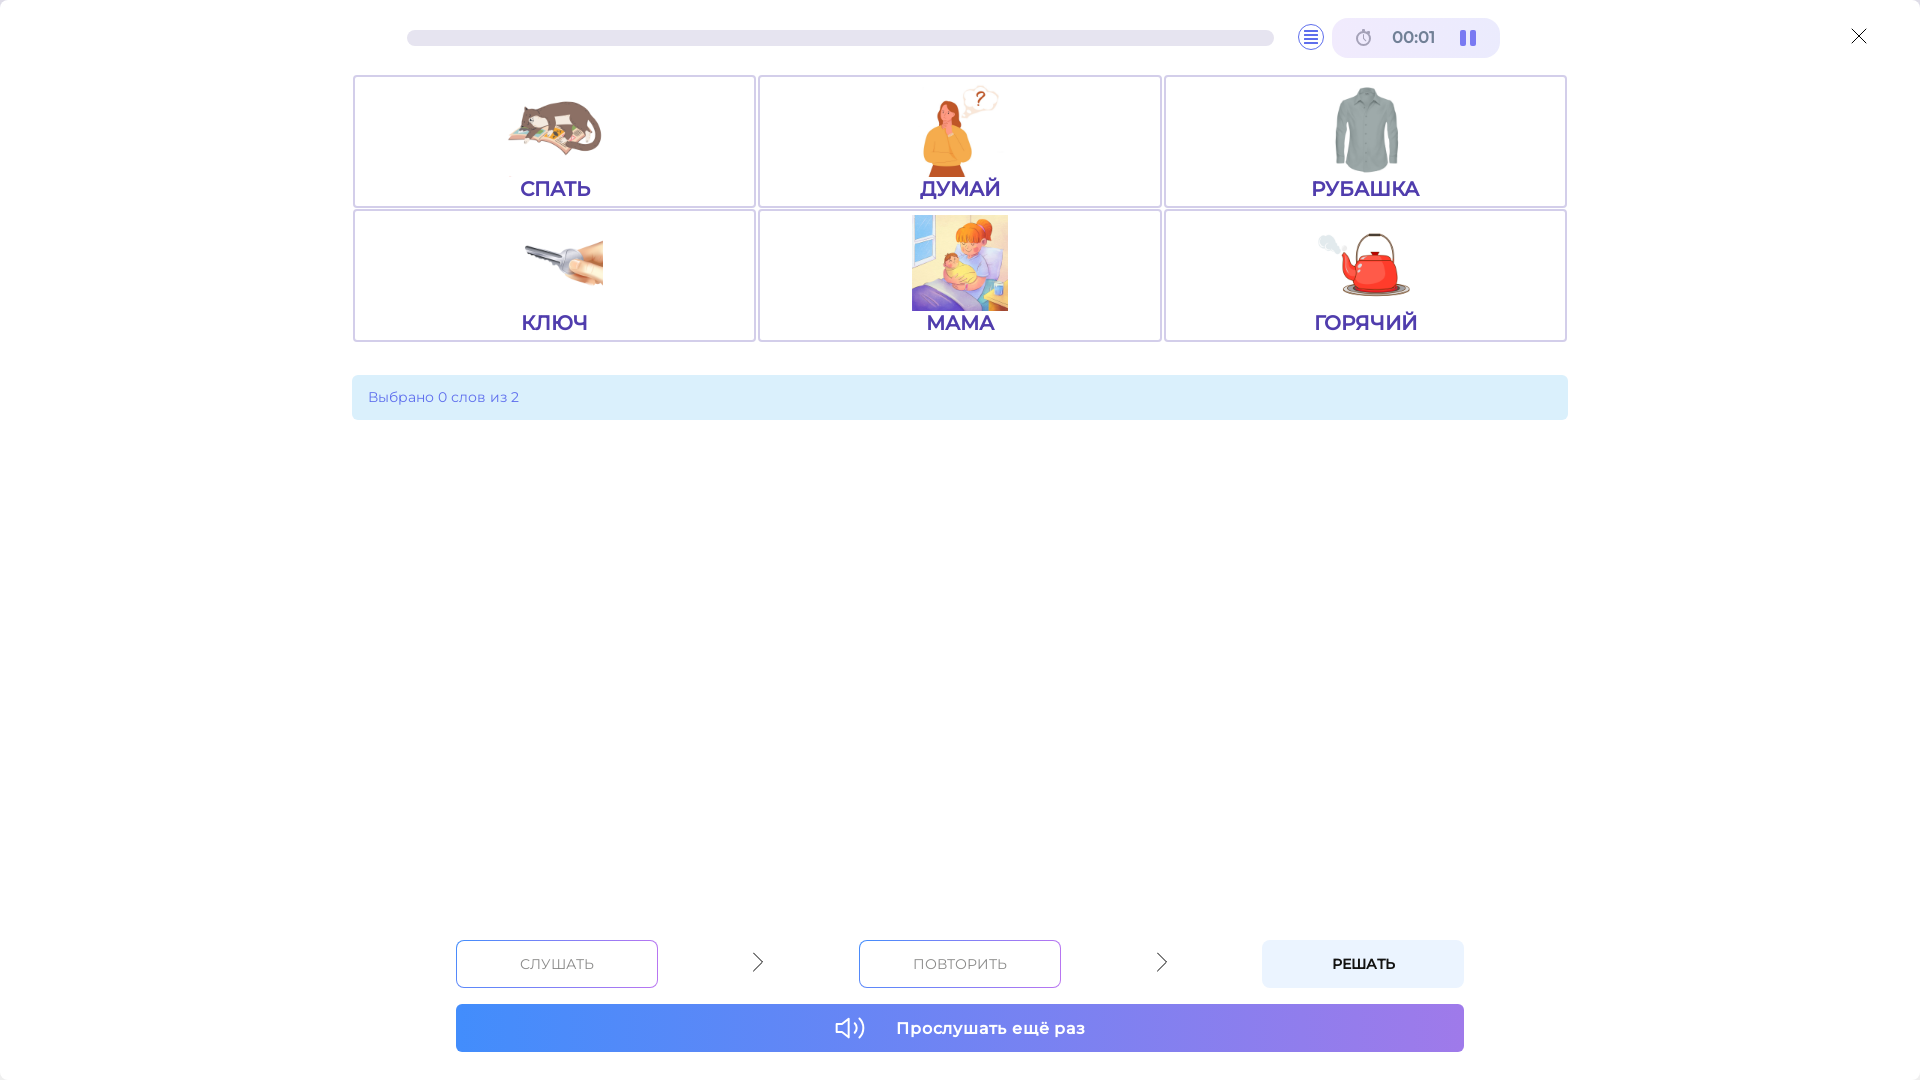 00:01
СПАТЬ
?
ДУМАЙ
РУБАШКА
КЛЮЧ
МАМА
ГОРЯЧИЙ
Выбрано 0 слов из 2
СЛУШАТЬ
ПОВТОРИТЬ
РЕШАТЬ
Прослушать ещё раз